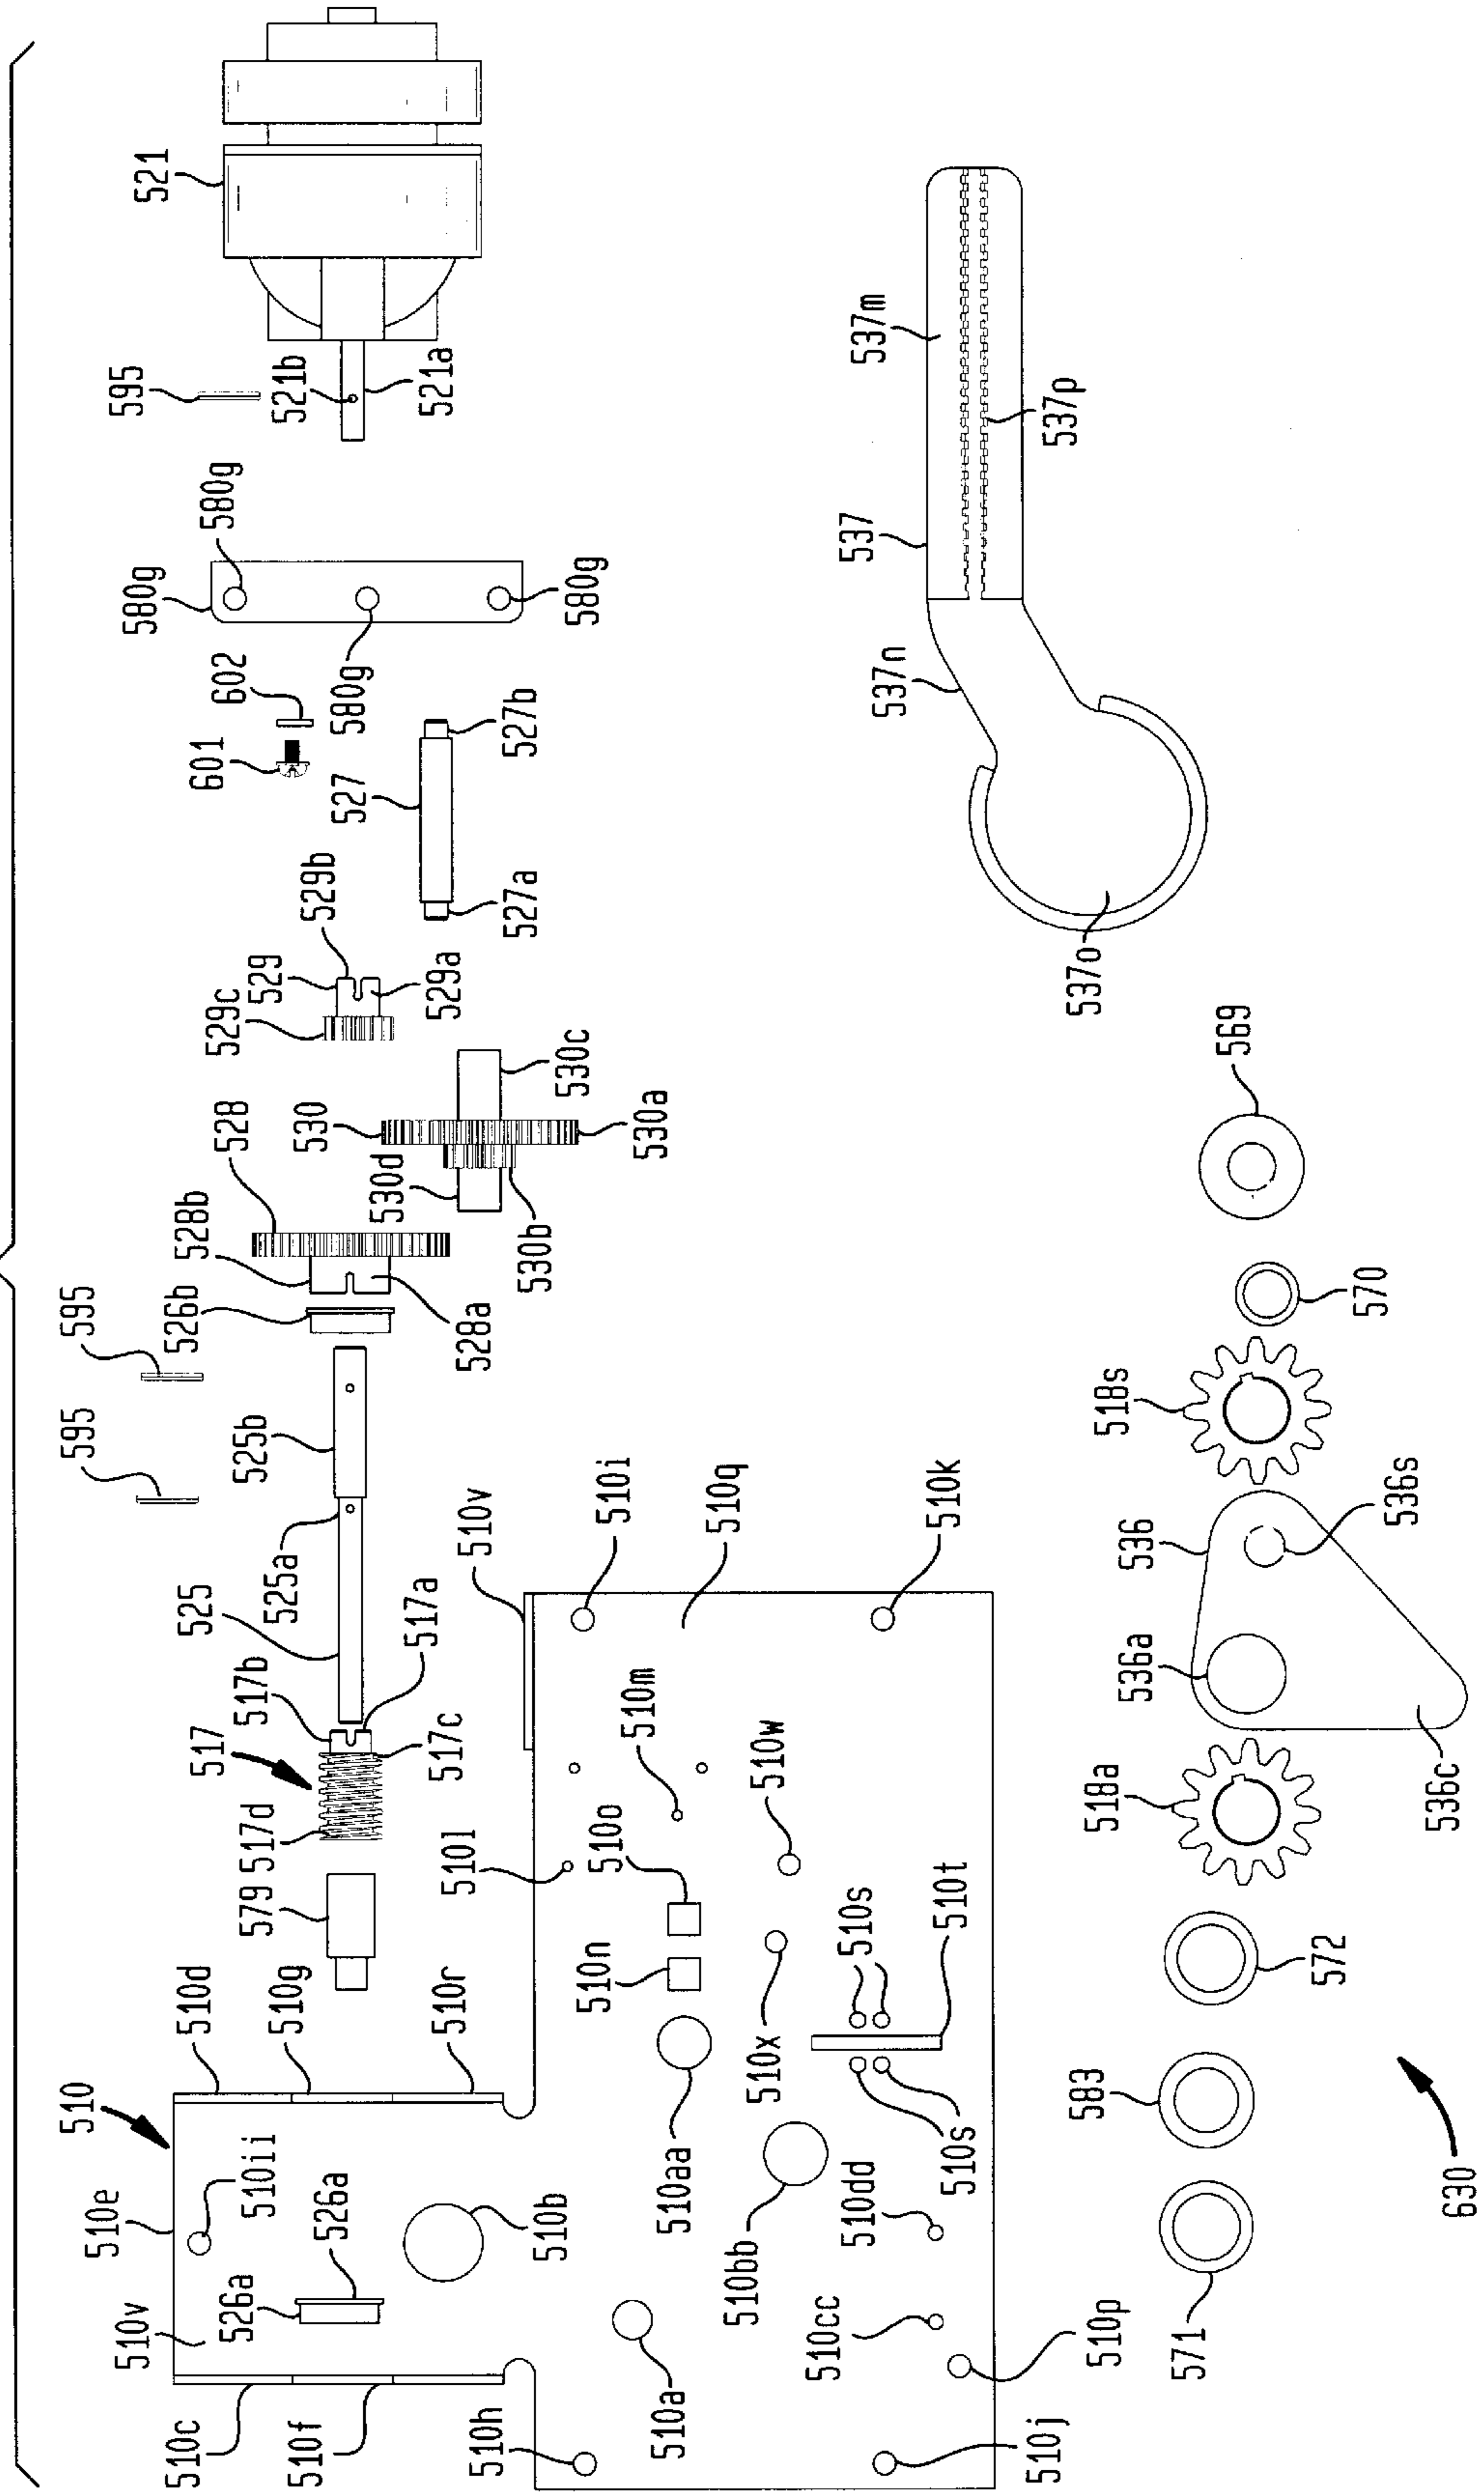 521
595
521b
521a
580g
580g
580g
580g
602
601
527
527b
527a
529b
529
529c
529a
530c
530
530a
530d
530b
528
528b
528a
526b
595
595
525b
525a
525
517a
517b
517
517c
517d
579
510
510d
510g
510r
510e
510ii
526a
526a
510v
510b
510c
510f
510v
510i
510q
510k
510m
510l
510o
510n
510w
510x
510s
510t
510s
510aa
510bb
510dd
510cc
510p
510a
510h
510j
537
537m
537p
537n
537o
569
570
518s
536
536s
536a
536c
518a
572
583
571
630